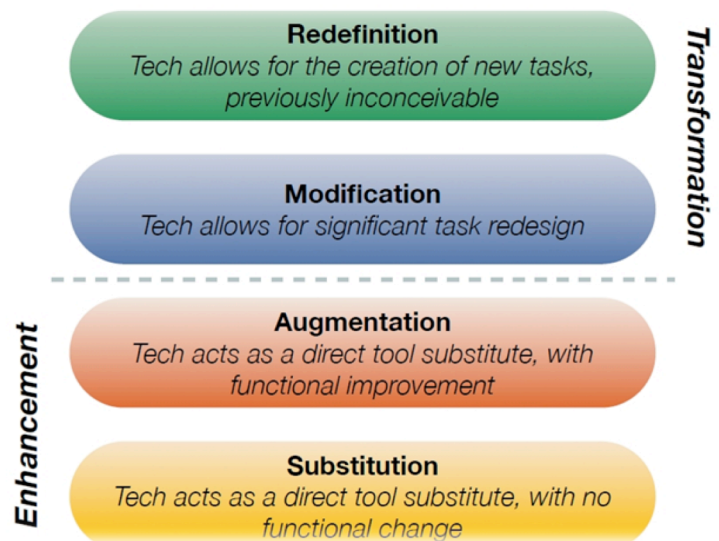 Redefinition
Tech allows for the creation of new tasks,
previously inconceivable
Transformation
Modification
Tech allows for significant task redesign
Augmentation
Tech acts as a direct tool substitute, with
functional improvement
Enhancement
Substitution
Tech acts as a direct tool substitute, with no
functional change